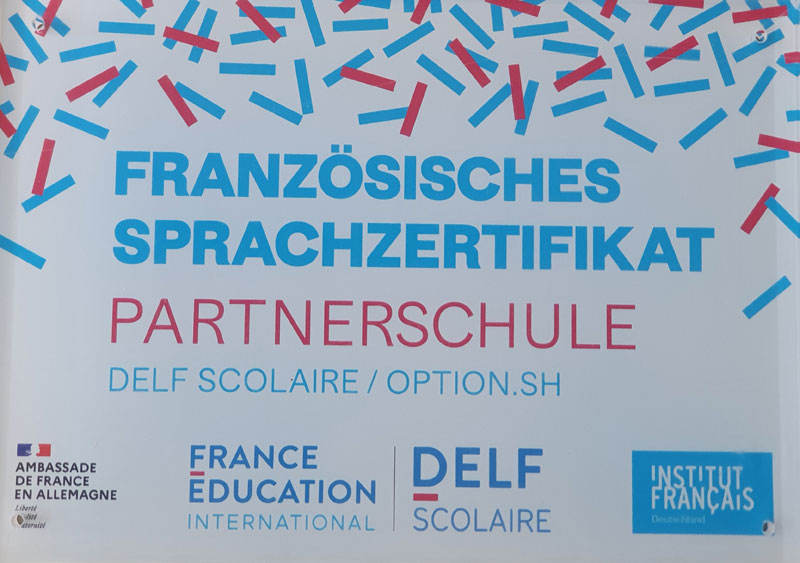 FRANZÖSISCHES
SPRACHZERTIFIKAT
PARTNERSCHULE
DELF SCOLAIRE / OPTION.SH
AMBASSADE
DE FRANCE
EN ALLEMAGNE
Liberté
FRANCE
ÉDUCATION
INTERNATIONAL
DELF
SCOLAIRE
INSTITUT
FRANÇAIS
Deutschland